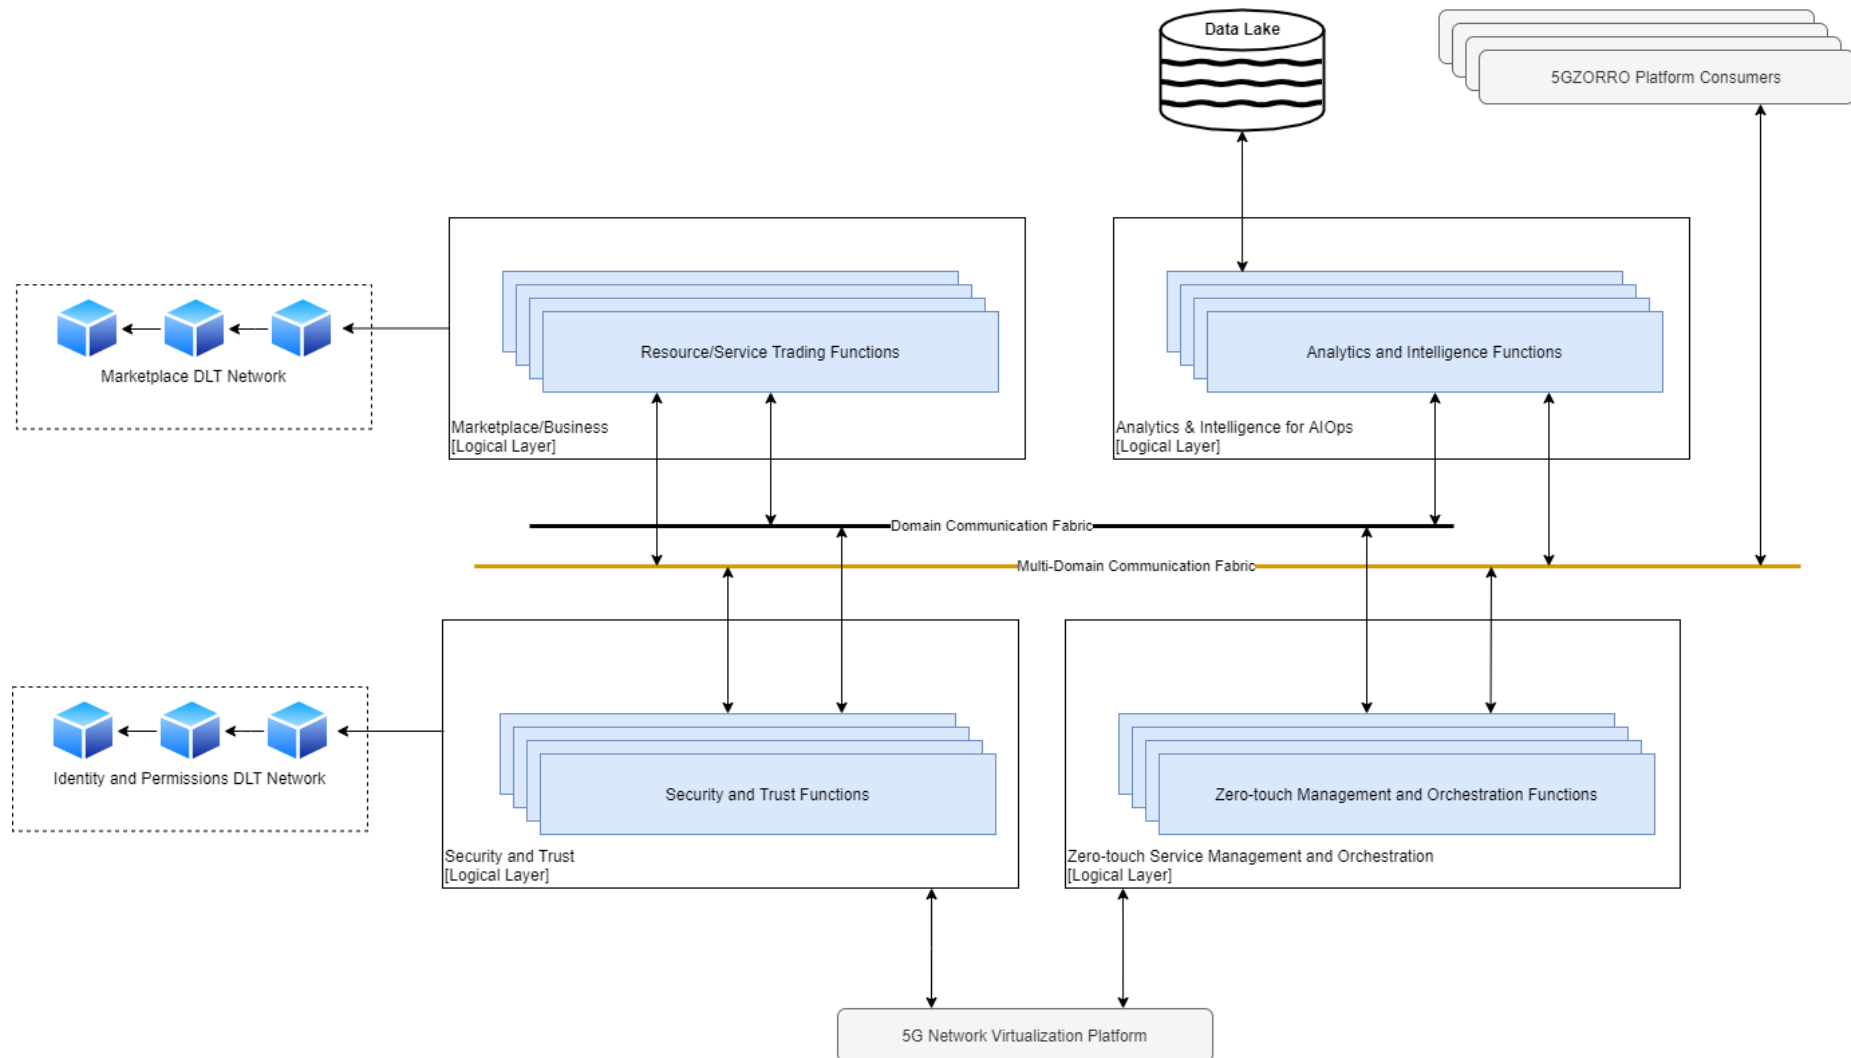 Data Lake
5GZORRO Platform Consumers
Resource/Service Trading Functions
Analytics and Intelligence Functions
Marketplace DLT Network
Marketplace/Business
[Logical Layer]
Analytics & Intelligence for AIOps
[Logical Layer]
Domain Communication Fabric
Multi-Domain Communication Fabric
Identity and Permissions DLT Network
Security and Trust Functions
Zero-touch Management and Orchestration Functions
Security and Trust
[Logical Layer]
Zero-touch Service Management and Orchestration
[Logical Layer]
5G Network Virtualization Platform